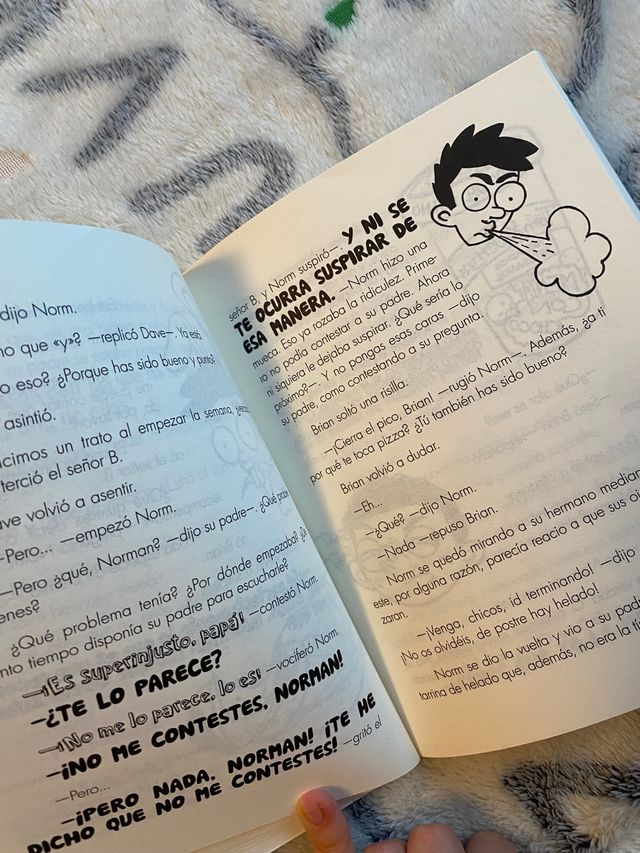 dijo Norm.
no que «y»? —replicó Dave—. Ya está.
o eso? ¿Porque has sido bueno y punto?
asintió.
cimos un trato al empezar la semana,
terció el señor B.
ave volvió a asentir.
—Pero... —empezó Norm.
—Pero ¿qué, Norman? —dijo su padre—. ¿Qué
enes?
¿Qué problema tenía? ¿Por dónde empezaba?
nto tiempo disponía su padre para escucharle?
—¡Es superinjusto, papá! —contestó Norm.
—¿TE LO PARECE?
—¡No me lo parece, lo es! —vociferó Norm.
—¡NO ME CONTESTES, NORMAN!
—Pero...
—¡PERO NADA, NORMAN! ¡TE HE
DICHO QUE NO ME CONTESTES! —gritó el
señor B, y Norm suspiró—. Y NI SE
TE OCURRA SUSPIRAR DE
ESA MANERA. —Norm hizo una
mueca. Eso ya rozaba la ridiculez. Prime-
ro no podía contestar a su padre. Ahora
ni siquiera le dejaba suspirar. ¿Qué sería lo
próximo?—. Y no pongas esas caras —dijo
su padre, como contestando a su pregunta.
Brian soltó una risilla.
—¡Cierra el pico, Brian! —rugió Norm—. Además, ¿a ti
por qué te toca pizza? ¿Tú también has sido bueno?
Brian volvió a dudar.
—Eh...
—¿Qué? —dijo Norm.
—Nada —repuso Brian.
Norm se quedó mirando a su hermano mediar
este, por alguna razón, parecía reacio a que sus o
zaran.
—¡Venga, chicos, id terminando! —dijo
¡No os olvidéis, de postre hay helado!
Norm se dio la vuelta y vio a su pad
tarrina de helado que, además, no era la tí